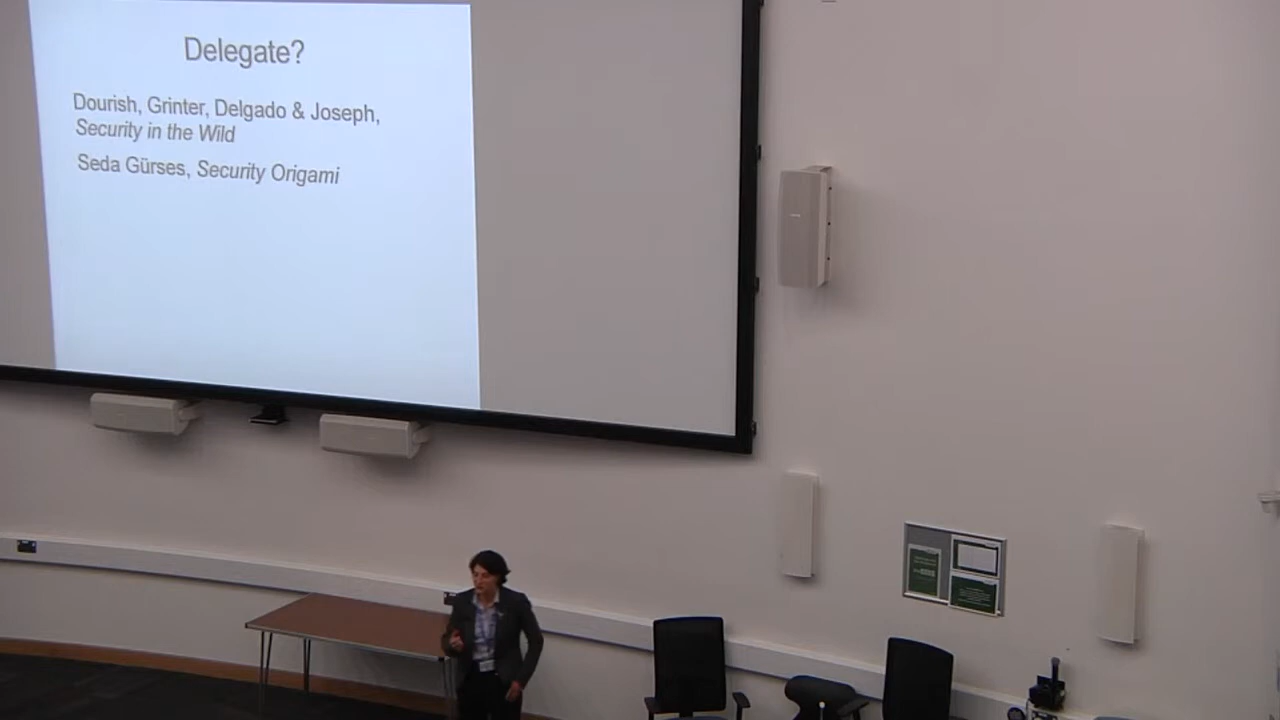 Delegate?
Dourish, Grinter, Delgado & Joseph,
Security in the Wild
Seda Gürses, Security Origami